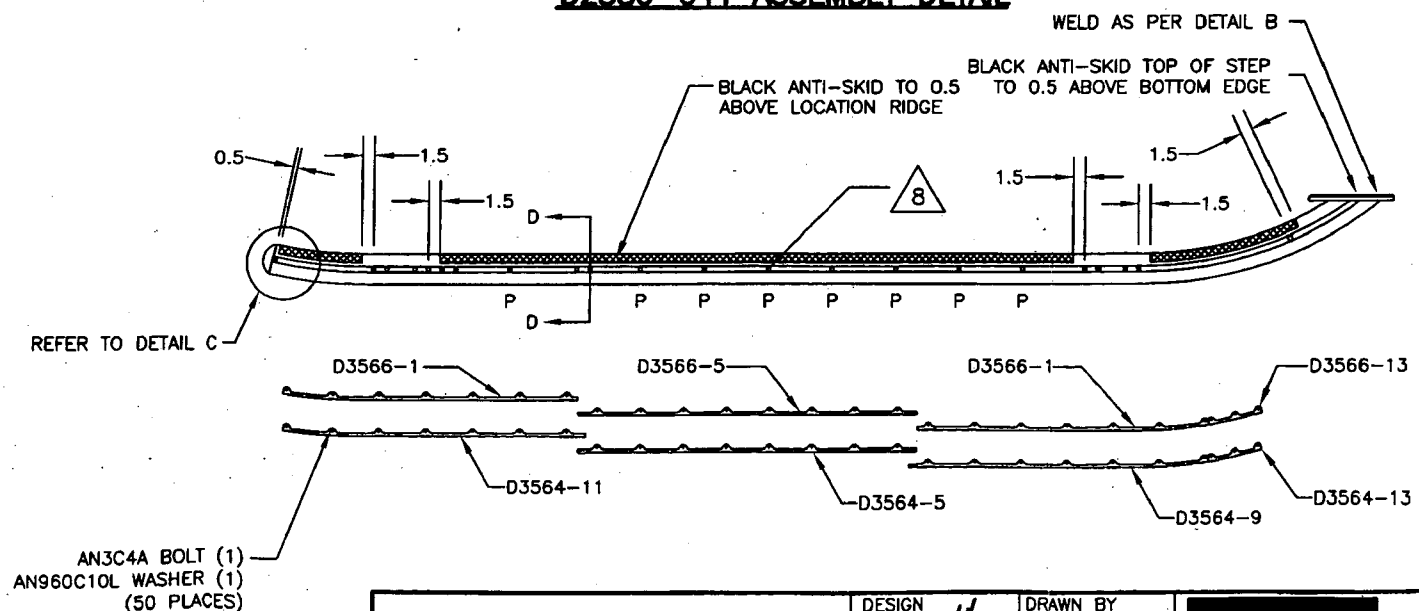 WELD AS PER DETAIL B
BLACK ANTI-SKID TOP OF STEP
TO 0.5 ABOVE BOTTOM EDGE
BLACK ANTI-SKID TO 0.5
ABOVE LOCATION RIDGE
0.5
1.5
1.5
1.5
1.5
1.5
8
D
D
P P P P P P P P
REFER TO DETAIL C
D3566-1
D3566-5
D3566-1
D3566-13
D3564-11
D3564-5
D3564-9
D3564-13
AN3C4A BOLT (1)
AN960C10L WASHER (1)
(50 PLACES)
DESIGN
DRAWN BY